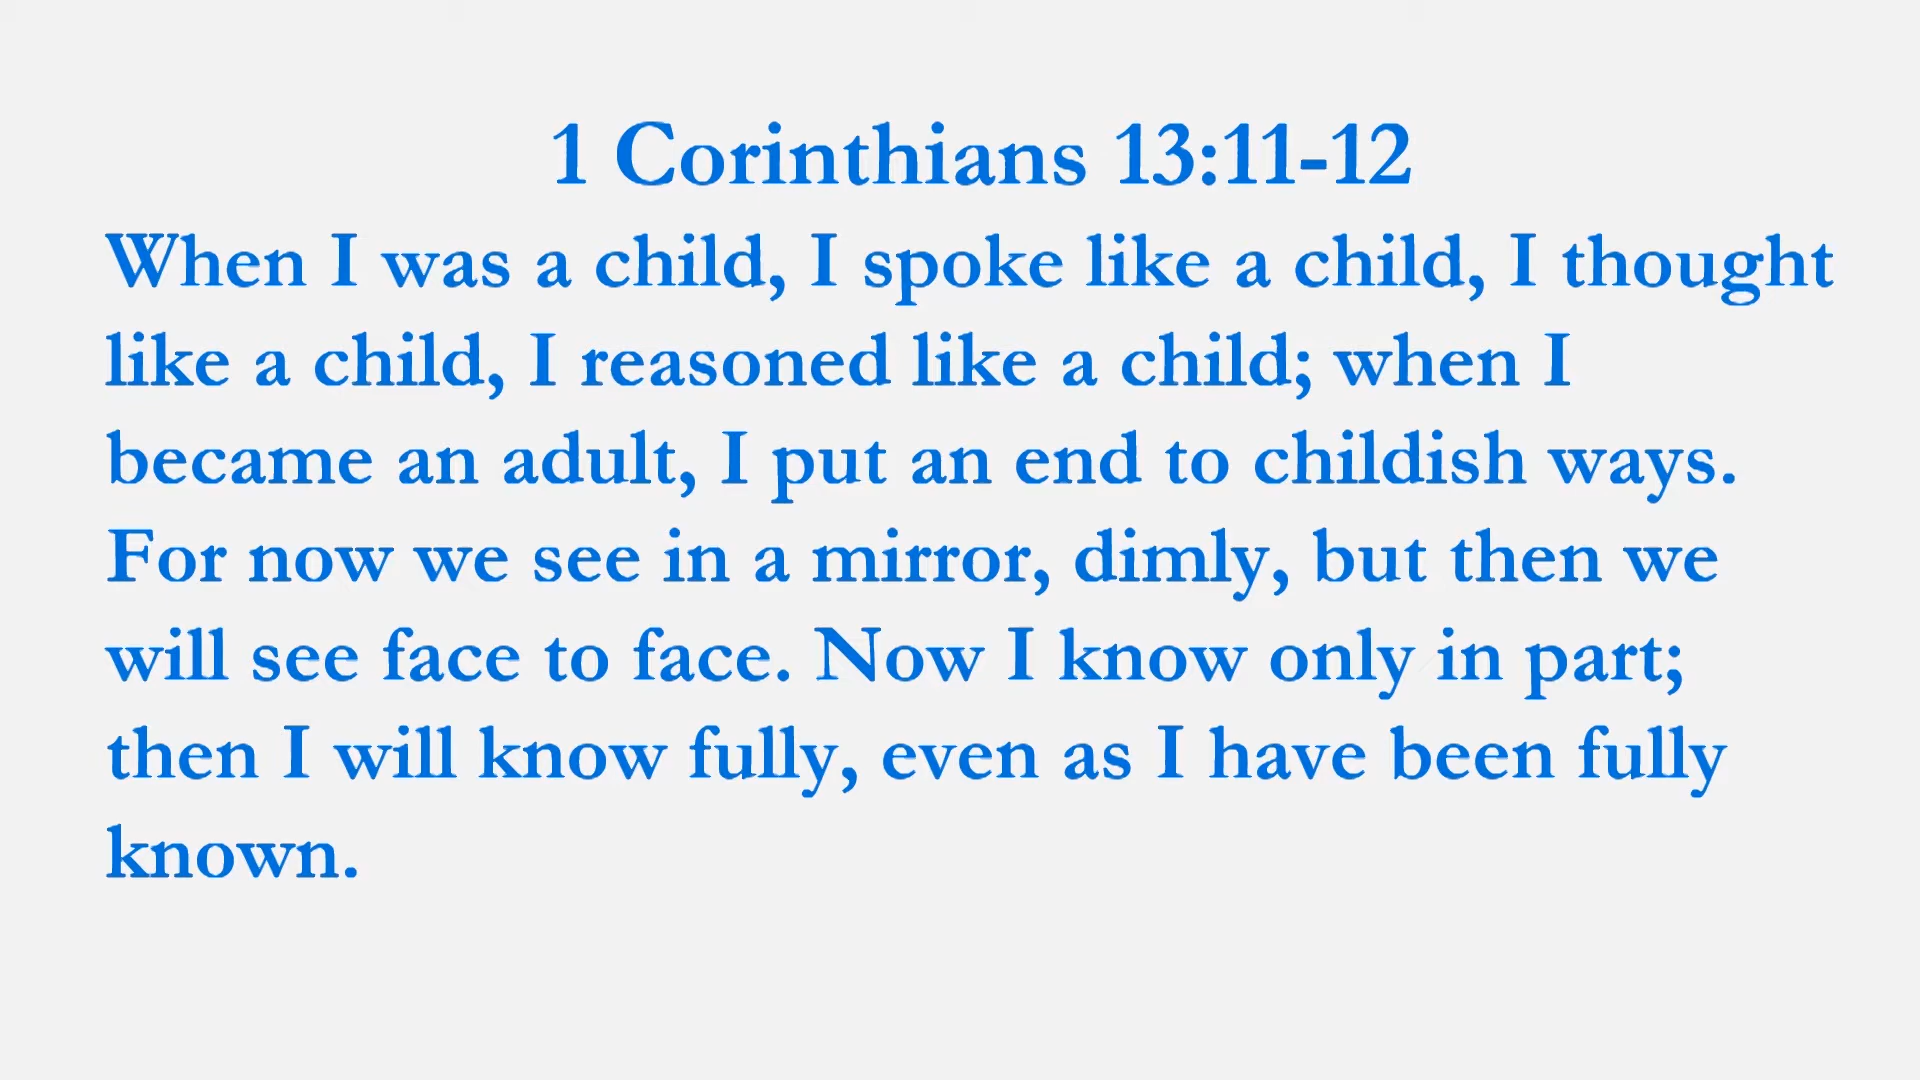 1 Corinthians 13:11-12
When I was a child, I spoke like a child, I thought
like a child, I reasoned like a child; when I
became an adult, I put an end to childish ways.
For now we see in a mirror, dimly, but then we
will see face to face. Now I know only in part;
then I will know fully, even as I have been fully
known.